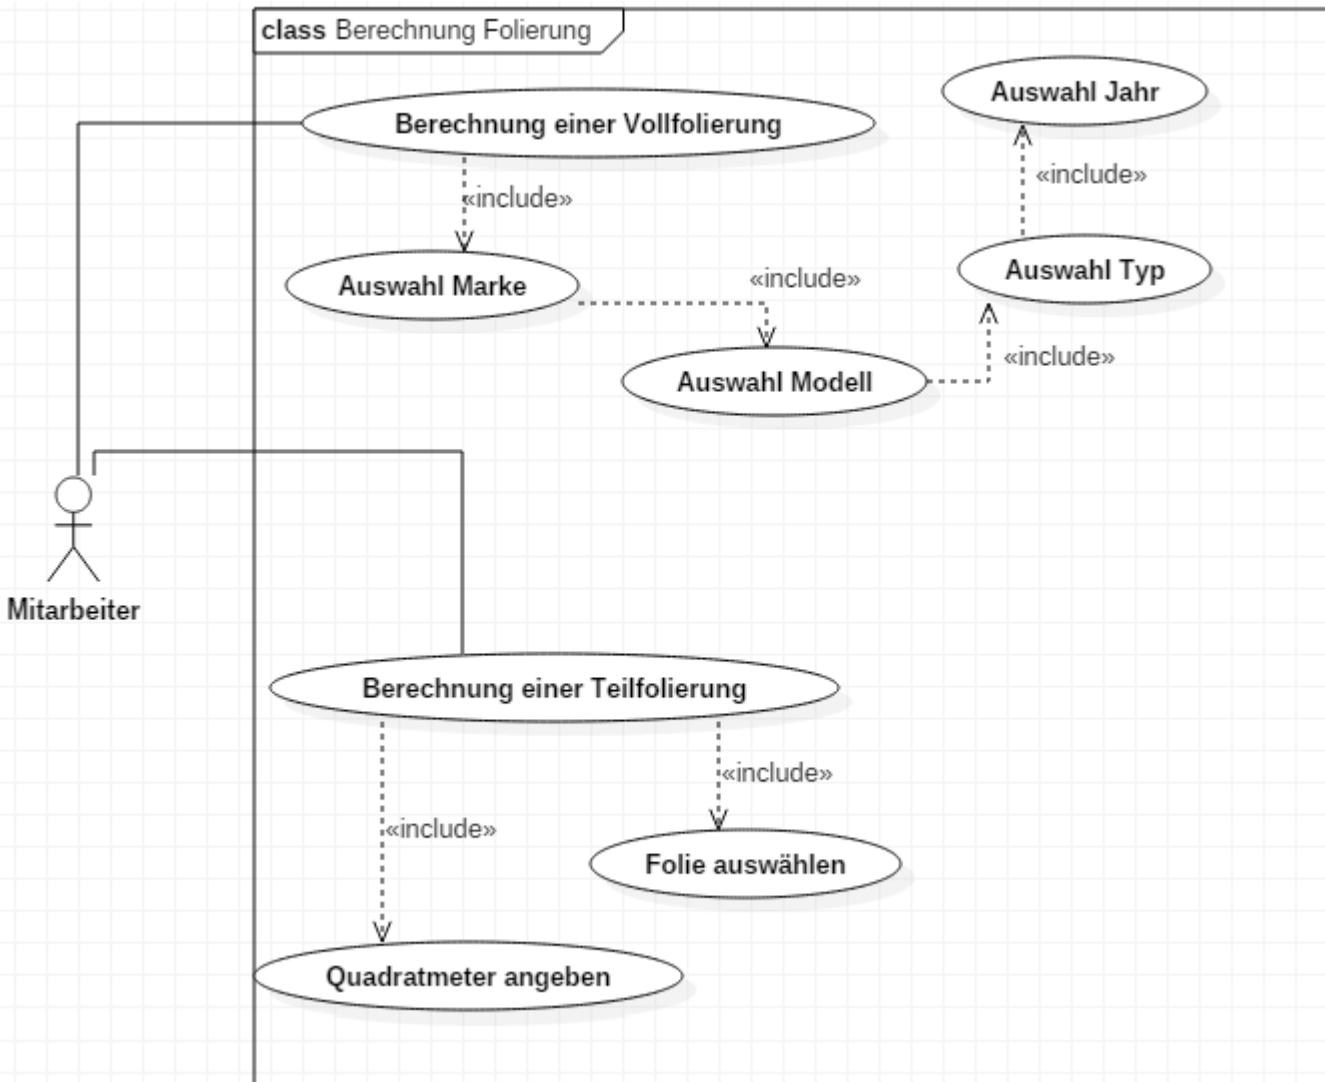 class Berechnung Folierung
Auswahl Jahr
Berechnung einer Vollfolierung
«include»
«include»
Auswahl Typ
Auswahl Marke
«include»
«include»
Auswahl Modell
Mitarbeiter
Berechnung einer Teilfolierung
«include»
«include»
Folie auswählen
Quadratmeter angeben